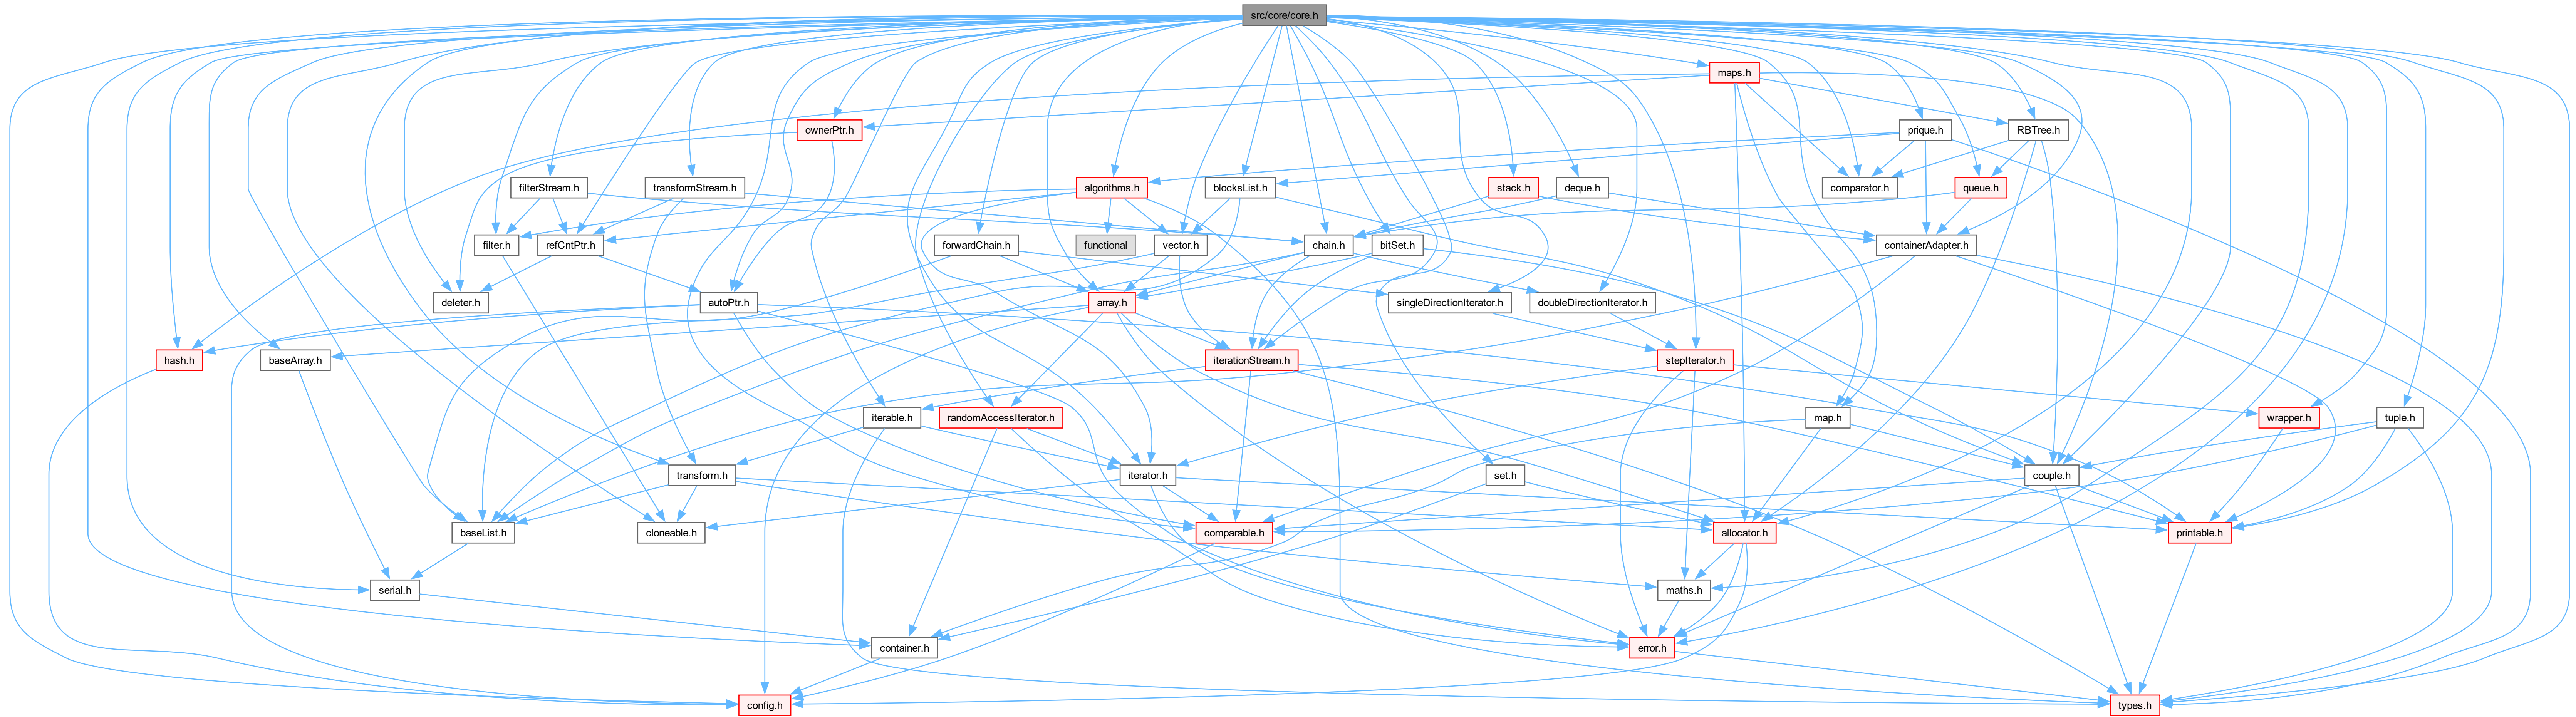 src/core/core.h
maps.h
ownerPtr.h
prique.h
RBTree.h
filterStream.h
transformStream.h
algorithms.h
blocksList.h
stack.h
deque.h
comparator.h
queue.h
filter.h
refCntPtr.h
forwardChain.h
functional
vector.h
chain.h
bitSet.h
containerAdapter.h
deleter.h
autoPtr.h
array.h
singleDirectionIterator.h
doubleDirectionIterator.h
hash.h
baseArray.h
iterationStream.h
stepIterator.h
iterable.h
randomAccessIterator.h
map.h
wrapper.h
tuple.h
transform.h
iterator.h
set.h
couple.h
baseList.h
cloneable.h
comparable.h
allocator.h
printable.h
serial.h
maths.h
container.h
error.h
config.h
types.h